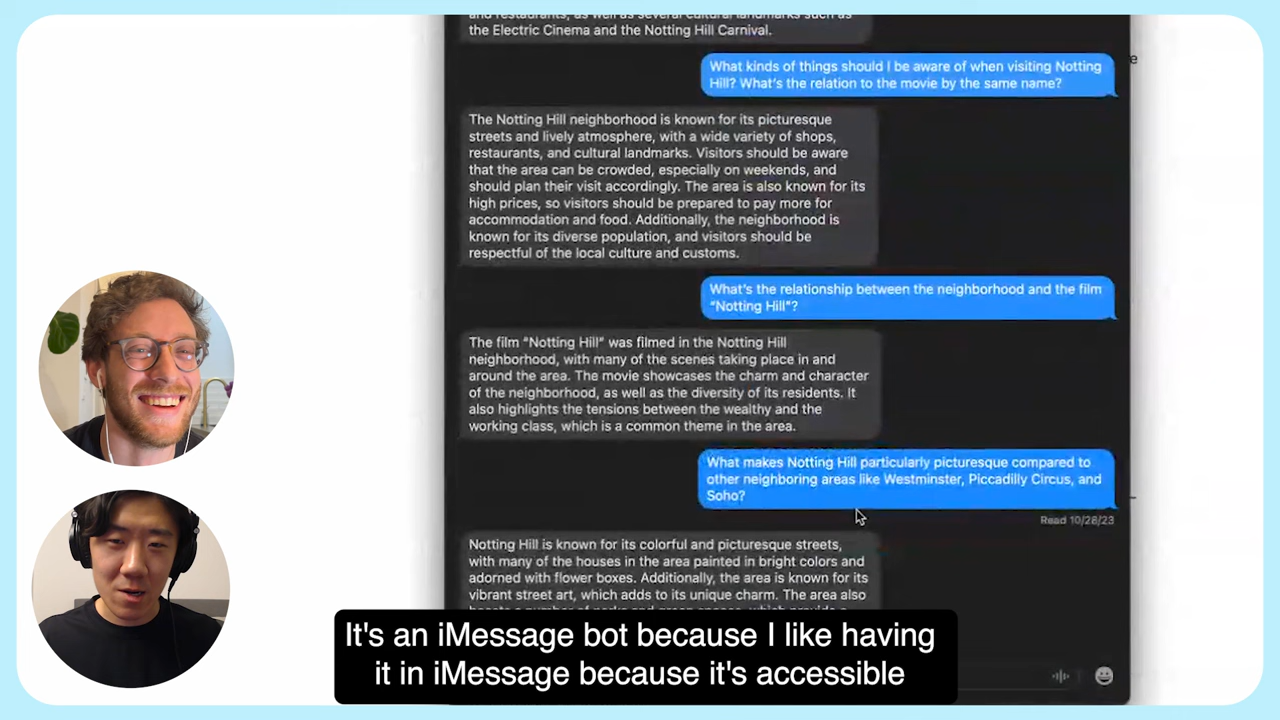 and restaurants, as well as several cultural landmarks such as
the Electric Cinema and the Notting Hill Carnival.
e
What kinds of things should I be aware of when visiting Notting
Hill? What's the relation to the movie by the same name?
The Notting Hill neighborhood is known for its picturesque
streets and lively atmosphere, with a wide variety of shops,
restaurants, and cultural landmarks. Visitors should be aware
that the area can be crowded, especially on weekends, and
should plan their visit accordingly. The area is also known for its
high prices, so visitors should be prepared to pay more for
accommodation and food. Additionally, the neighborhood is
known for its diverse population, and visitors should be
respectful of the local culture and customs.
What's the relationship between the neighborhood and the film
“Notting Hill”?
The film “Notting Hill” was filmed in the Notting Hill
neighborhood, with many of the scenes taking place in and
around the area. The movie showcases the charm and character
of the neighborhood, as well as the diversity of its residents. It
also highlights the tensions between the wealthy and the
working class, which is a common theme in the area.
What makes Notting Hill particularly picturesque compared to
other neighboring areas like Westminster, Piccadilly Circus, and
Soho?
Read 10/28/23
Notting Hill is known for its colorful and picturesque streets,
with many of the houses in the area painted in bright colors and
adorned with flower boxes. Additionally, the area is known for its
vibrant street art, which adds to its unique charm. The area also
It's an iMessage bot because I like having
it in iMessage because it's accessible